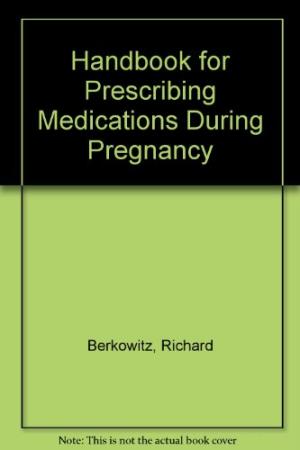 Handbook for
Prescribing
Medications During
Pregnancy
Berkowitz, Richard
Note: This is not the actual book cover